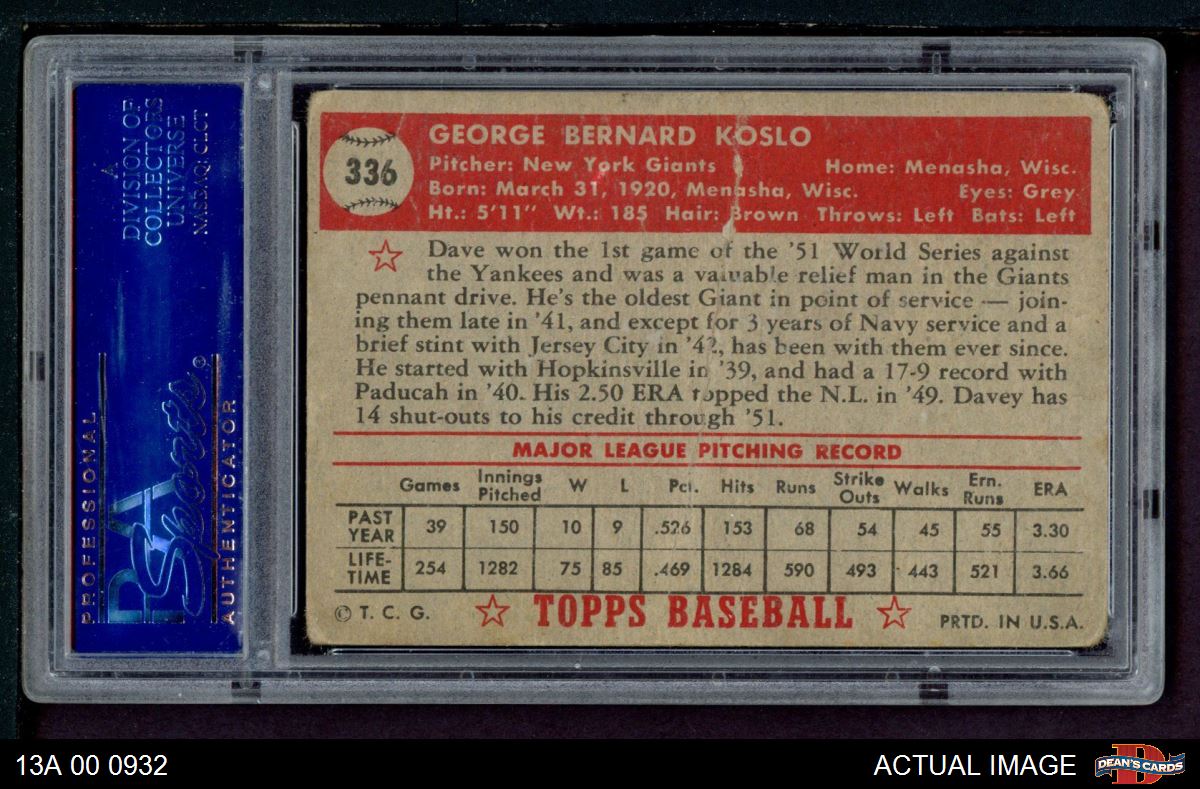 A
DIVISION OF
COLLECTORS
UNIVERSE
NASDAQ: CLCT
PROFESSIONAL
PSA
Sports®
AUTHENTICATOR
336
GEORGE BERNARD KOSLO
Pitcher: New York Giants Home: Menasha, Wisc.
Born: March 31, 1920, Menasha, Wisc. Eyes: Grey
Ht.: 5'11" Wt.: 185 Hair: Brown Throws: Left Bats: Left
Dave won the 1st game of the '51 World Series against
the Yankees and was a valuable relief man in the Giants
pennant drive. He's the oldest Giant in point of service — join-
ing them late in '41, and except for 3 years of Navy service and a
brief stint with Jersey City in '42, has been with them ever since.
He started with Hopkinsville in '39, and had a 17-9 record with
Paducah in '40. His 2.50 ERA topped the N.L. in '49. Davey has
14 shut-outs to his credit through '51.
MAJOR LEAGUE PITCHING RECORD
Games Innings Pitched W L Pct. Hits Runs Strike Outs Walks Ern. Runs ERA
PAST YEAR 39 150 10 9 .526 153 68 54 45 55 3.30
LIFE-TIME 254 1282 75 85 .469 1284 590 493 443 521 3.66
© T. C. G. TOPPS BASEBALL PRTD. IN U.S.A.
13A 00 0932 ACTUAL IMAGE
D
DEAN'S CARDS